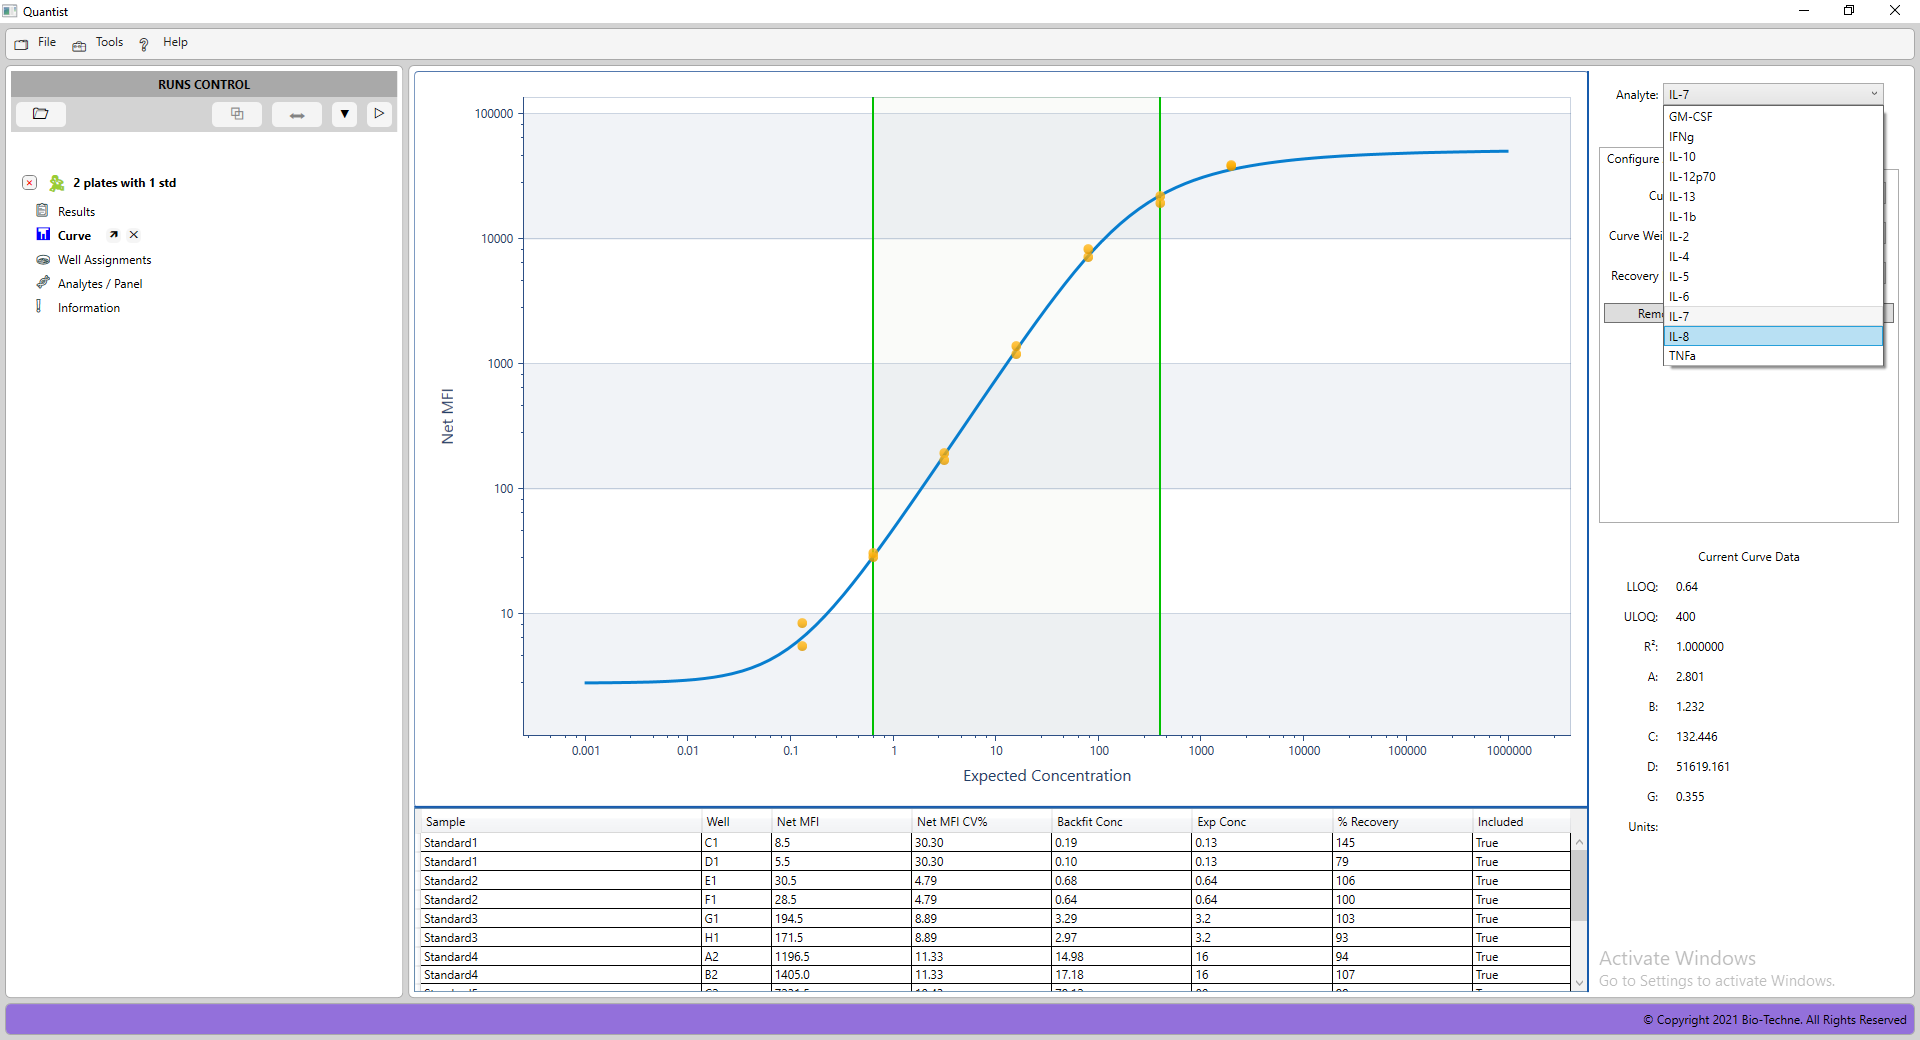 Quantist
File Tools ? Help
RUNS CONTROL
2 plates with 1 std
Results
Curve
Well Assignments
Analytes / Panel
Information
100000
10000
1000
100
10
Net MFI
0.001 0.01 0.1 1 10 100 1000 10000 100000 1000000
Expected Concentration
Sample Well Net MFI Net MFI CV% Backfit Conc Exp Conc % Recovery Included
Standard1 C1 8.5 30.30 0.19 0.13 145 True
Standard1 D1 5.5 30.30 0.10 0.13 79 True
Standard2 E1 30.5 4.79 0.68 0.64 106 True
Standard2 F1 28.5 4.79 0.64 0.64 100 True
Standard3 G1 194.5 8.89 3.29 3.2 103 True
Standard3 H1 171.5 8.89 2.97 3.2 93 True
Standard4 A2 1196.5 11.33 14.98 16 94 True
Standard4 B2 1405.0 11.33 17.18 16 107 True
Analyte: IL-7
GM-CSF
IFNg
IL-10
IL-12p70
IL-13
IL-1b
IL-2
IL-4
IL-5
IL-6
IL-7
IL-8
TNFa
Configure
Cu
Curve Wei
Recovery
Rem
Current Curve Data
LLOQ: 0.64
ULOQ: 400
R²: 1.000000
A: 2.801
B: 1.232
C: 132.446
D: 51619.161
G: 0.355
Units:
Activate Windows
Go to Settings to activate Windows.
© Copyright 2021 Bio-Techne. All Rights Reserved